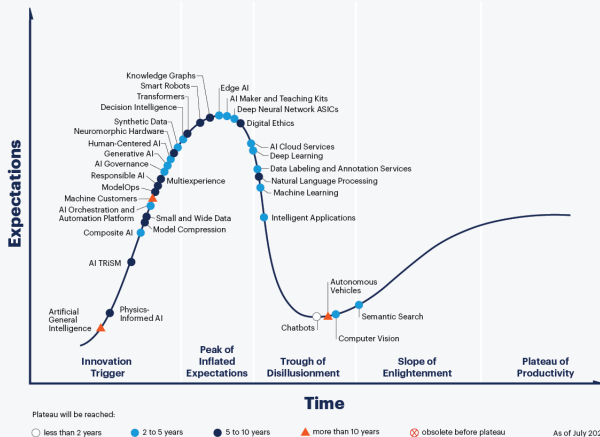 Knowledge Graphs
Smart Robots
Transformers
Decision Intelligence
Synthetic Data
Neuromorphic Hardware
Human-Centered AI
Generative AI
AI Governance
Responsible AI
ModelOps
Machine Customers
AI Orchestration and
Automation Platform
Composite AI
AI TRiSM
Artificial
General
Intelligence
Physics-
Informed AI
Multiexperience
Small and Wide Data
Model Compression
Edge AI
AI Maker and Teaching Kits
Deep Neural Network ASICs
Digital Ethics
AI Cloud Services
Deep Learning
Data Labeling and Annotation Services
Natural Language Processing
Machine Learning
Intelligent Applications
Autonomous
Vehicles
Chatbots
Semantic Search
Computer Vision
Expectations
Innovation
Trigger
Peak of
Inflated
Expectations
Trough of
Disillusionment
Slope of
Enlightenment
Plateau of
Productivity
Time
Plateau will be reached:
less than 2 years
2 to 5 years
5 to 10 years
more than 10 years
obsolete before plateau
As of July